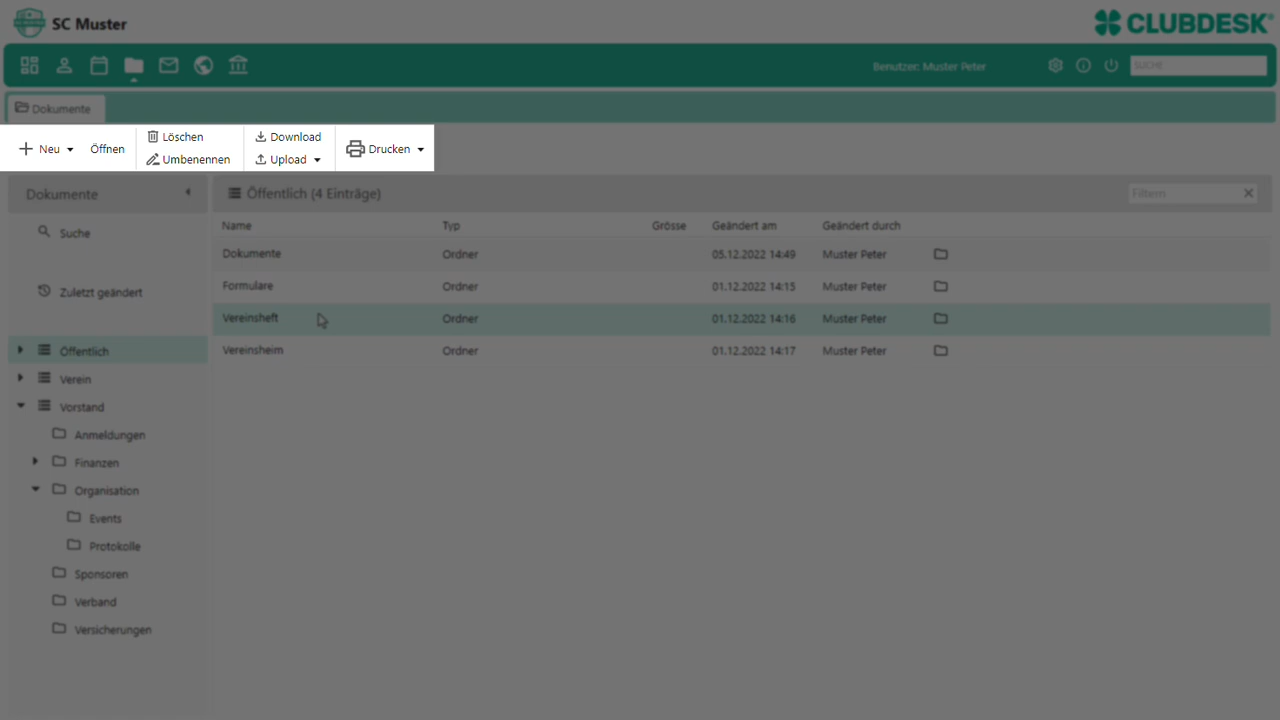 SC Muster
CLUBDESK®
Benutzer: Muster Peter
SUCHE
Dokumente
Neu
Öffnen
Löschen
Umbenennen
Download
Upload
Drucken
Dokumente
Suche
Zuletzt geändert
Öffentlich
Verein
Vorstand
Anmeldungen
Finanzen
Organisation
Events
Protokolle
Sponsoren
Verband
Versicherungen
Öffentlich (4 Einträge)
Filtern
Name Typ Grösse Geändert am Geändert durch
Dokumente Ordner 05.12.2022 14:49 Muster Peter
Formulare Ordner 01.12.2022 14:15 Muster Peter
Vereinsheft Ordner 01.12.2022 14:16 Muster Peter
Vereinsheim Ordner 01.12.2022 14:17 Muster Peter